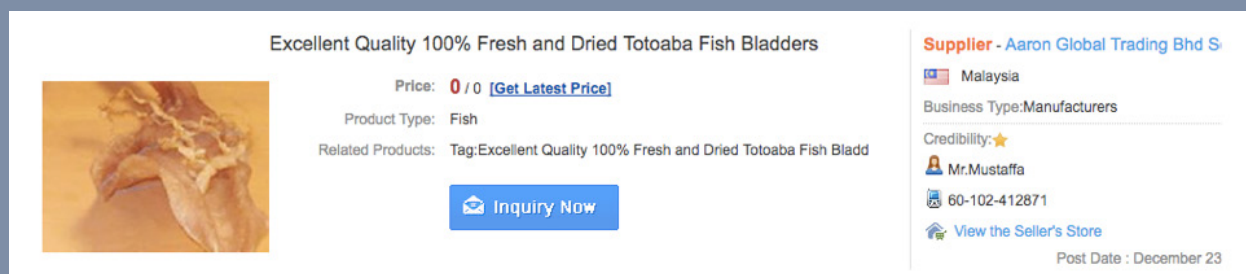 Excellent Quality 100% Fresh and Dried Totoaba Fish Bladders
Price: 0 / 0 [Get Latest Price]
Product Type: Fish
Related Products: Tag:Excellent Quality 100% Fresh and Dried Totoaba Fish Bladd
Inquiry Now
Supplier - Aaron Global Trading Bhd S
Malaysia
Business Type:Manufacturers
Credibility:
Mr.Mustaffa
60-102-412871
View the Seller's Store
Post Date : December 23